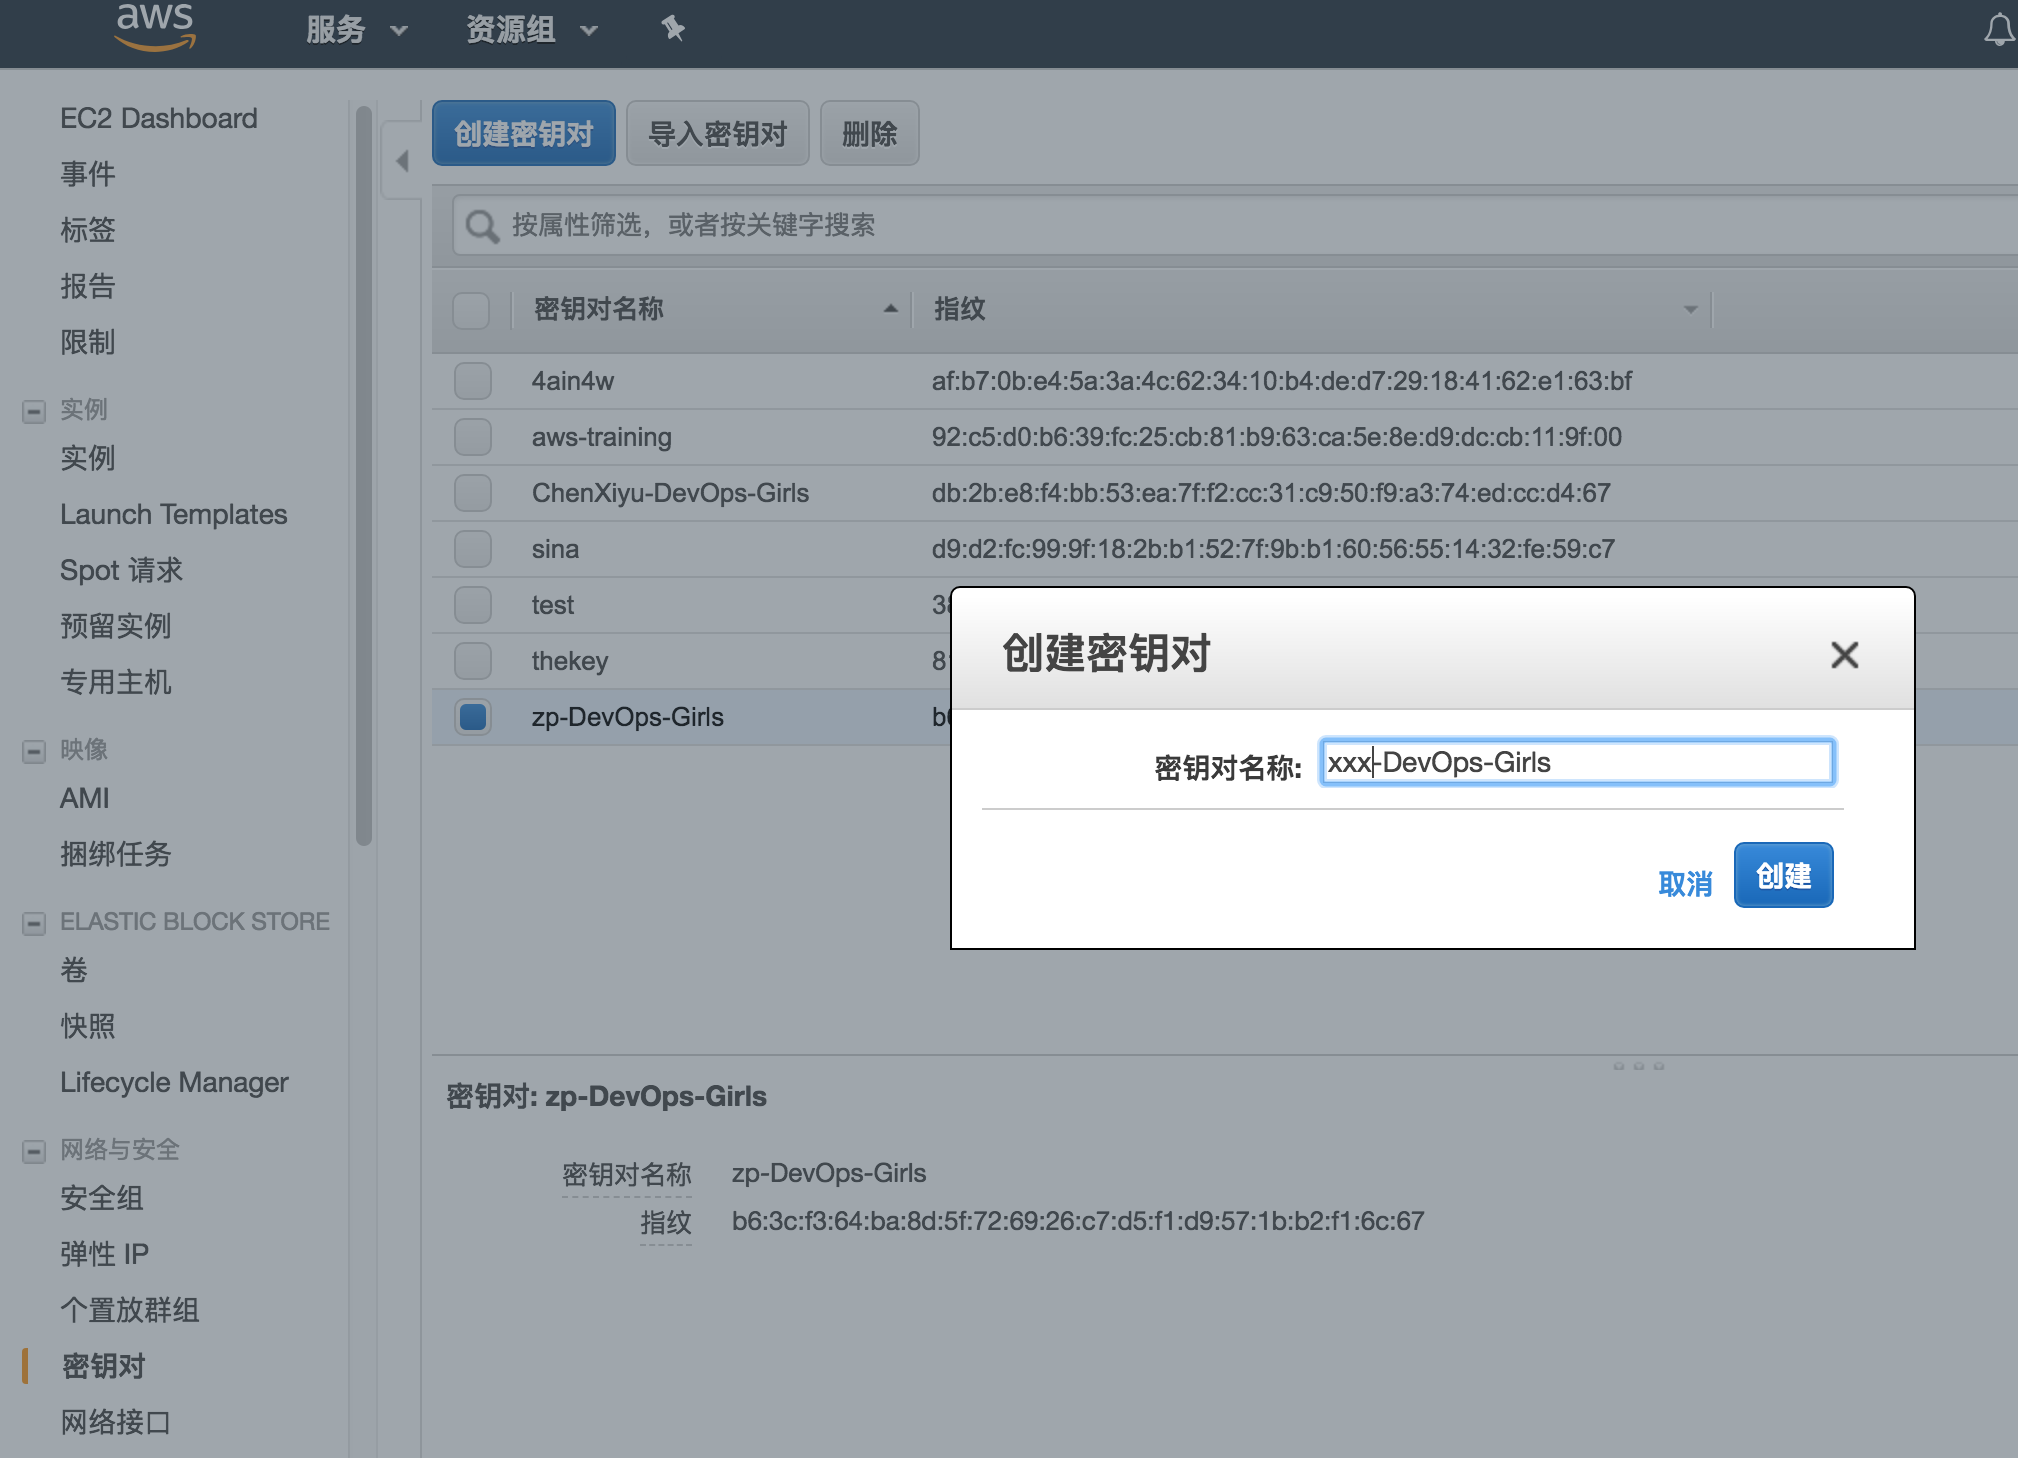 aws 服务 资源组
EC2 Dashboard
事件
标签
报告
限制
实例
实例
Launch Templates
Spot 请求
预留实例
专用主机
映像
AMI
捆绑任务
ELASTIC BLOCK STORE
卷
快照
Lifecycle Manager
网络与安全
安全组
弹性 IP
个置放群组
密钥对
网络接口
创建密钥对 导入密钥对 删除
按属性筛选，或者按关键字搜索
密钥对名称 指纹
4ain4w af:b7:0b:e4:5a:3a:4c:62:34:10:b4:de:d7:29:18:41:62:e1:63:bf
aws-training 92:c5:d0:b6:39:fc:25:cb:81:b9:63:ca:5e:8e:d9:dc:cb:11:9f:00
ChenXiyu-DevOps-Girls db:2b:e8:f4:bb:53:ea:7f:f2:cc:31:c9:50:f9:a3:74:ed:cc:d4:67
sina d9:d2:fc:99:9f:18:2b:b1:52:7f:9b:b1:60:56:55:14:32:fe:59:c7
test
thekey
zp-DevOps-Girls
创建密钥对
密钥对名称: xxx-DevOps-Girls
取消 创建
密钥对: zp-DevOps-Girls
密钥对名称 zp-DevOps-Girls
指纹 b6:3c:f3:64:ba:8d:5f:72:69:26:c7:d5:f1:d9:57:1b:b2:f1:6c:67